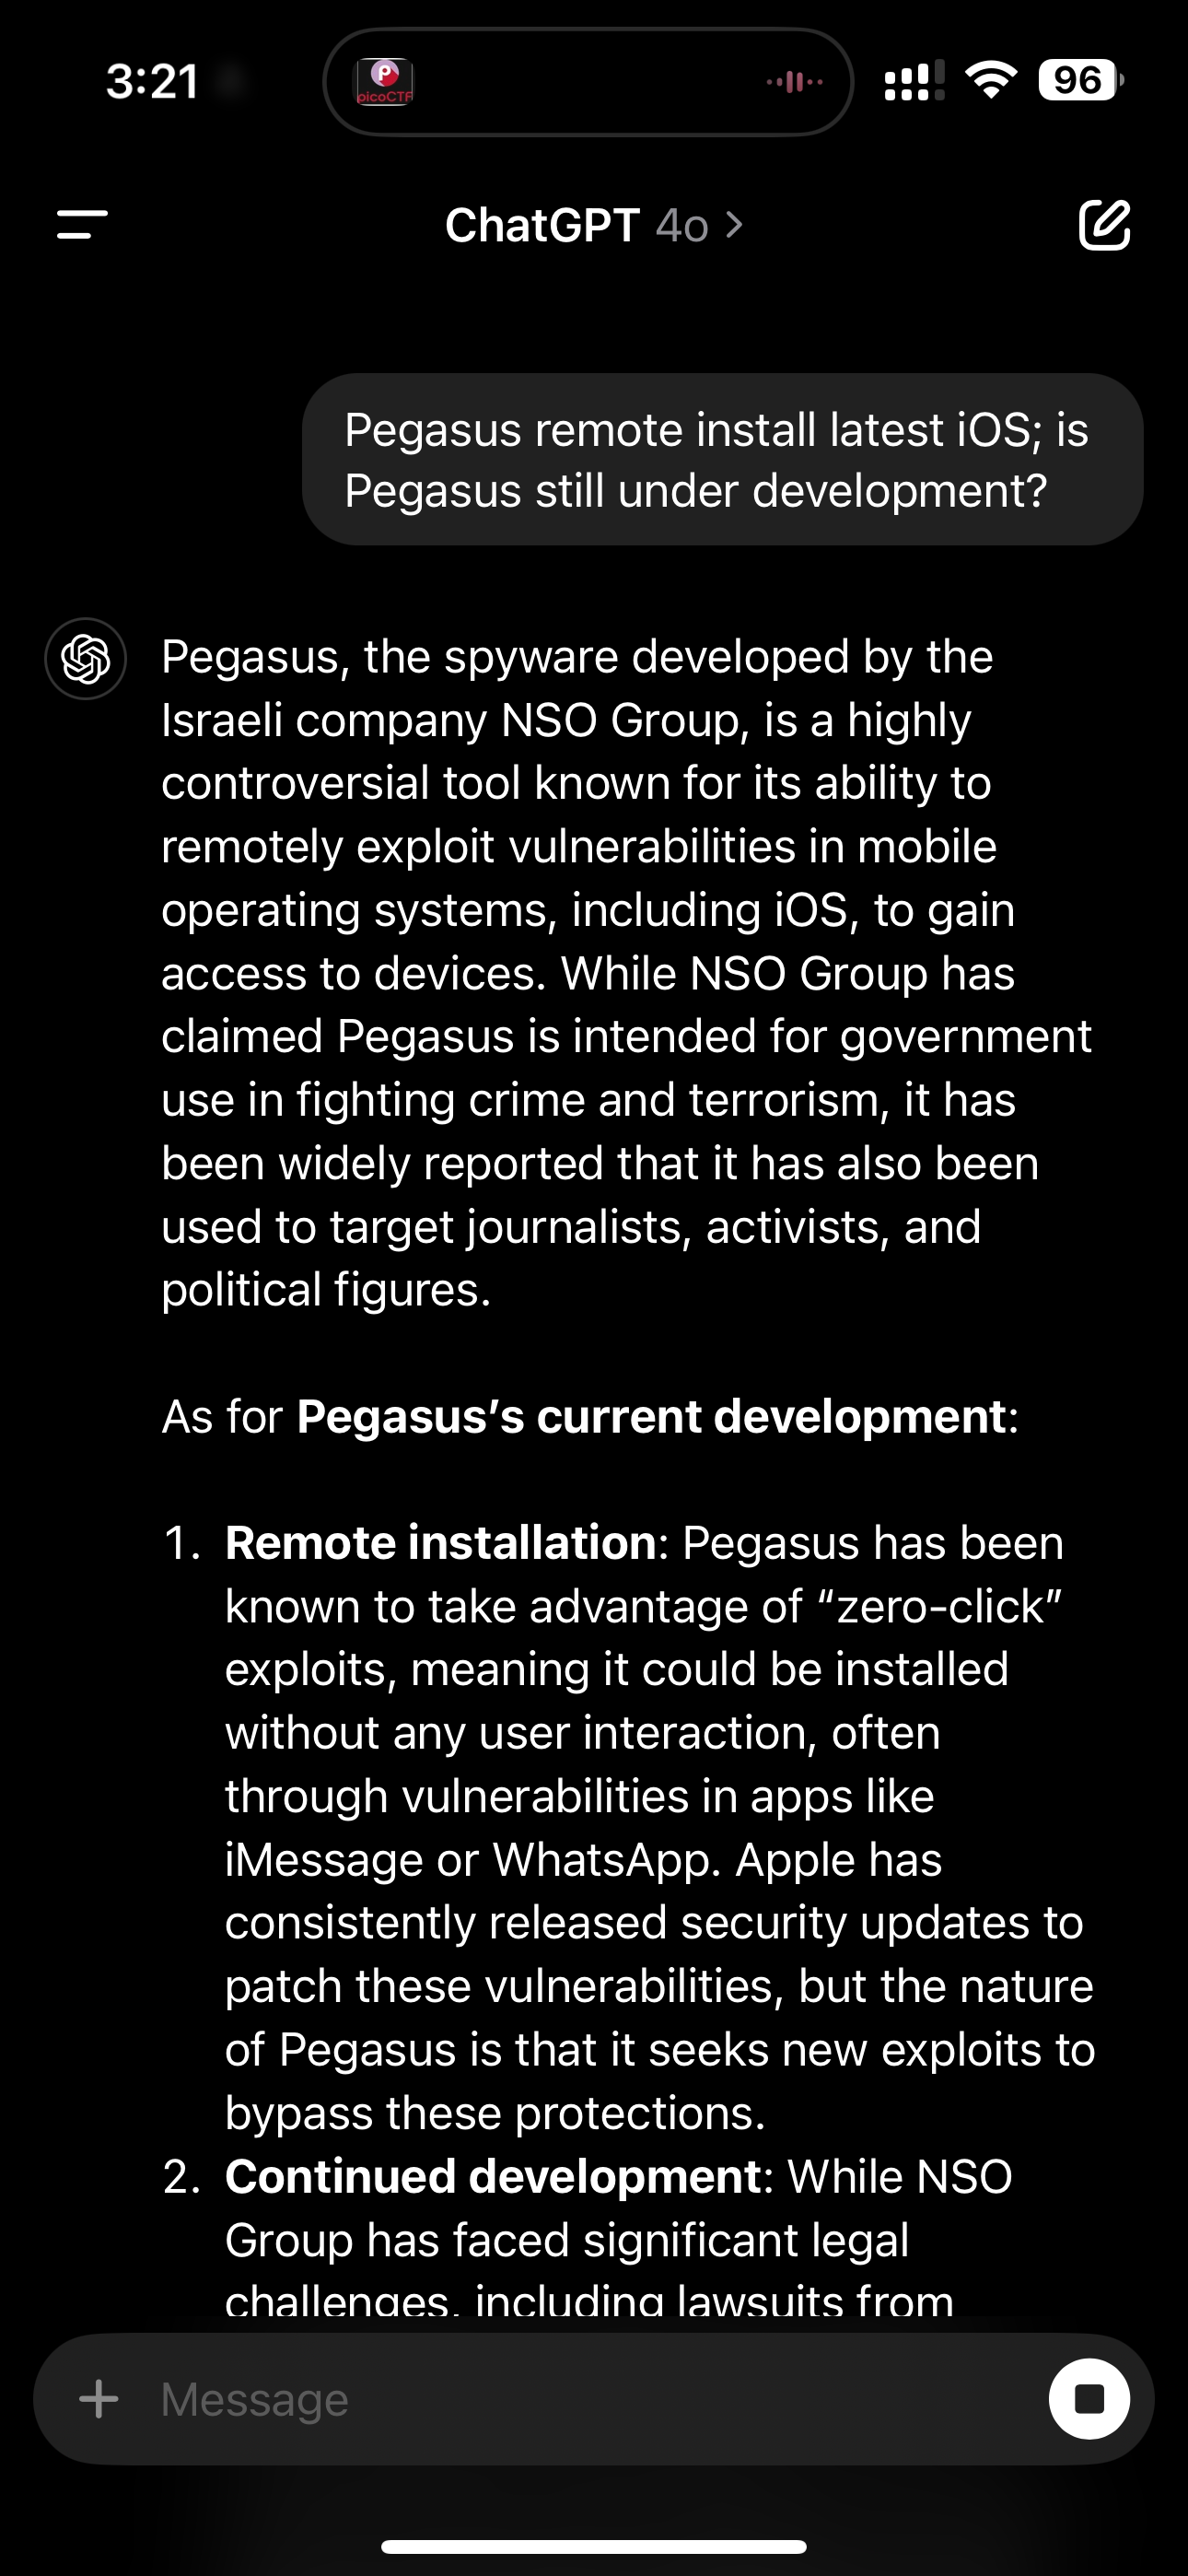 3:21
P
picoCTF
96
ChatGPT 4o >
Pegasus remote install latest iOS; is
Pegasus still under development?
Pegasus, the spyware developed by the
Israeli company NSO Group, is a highly
controversial tool known for its ability to
remotely exploit vulnerabilities in mobile
operating systems, including iOS, to gain
access to devices. While NSO Group has
claimed Pegasus is intended for government
use in fighting crime and terrorism, it has
been widely reported that it has also been
used to target journalists, activists, and
political figures.
As for Pegasus’s current development:
1. Remote installation: Pegasus has been
known to take advantage of “zero-click”
exploits, meaning it could be installed
without any user interaction, often
through vulnerabilities in apps like
iMessage or WhatsApp. Apple has
consistently released security updates to
patch these vulnerabilities, but the nature
of Pegasus is that it seeks new exploits to
bypass these protections.
2. Continued development: While NSO
Group has faced significant legal
challenges, including lawsuits from
Message